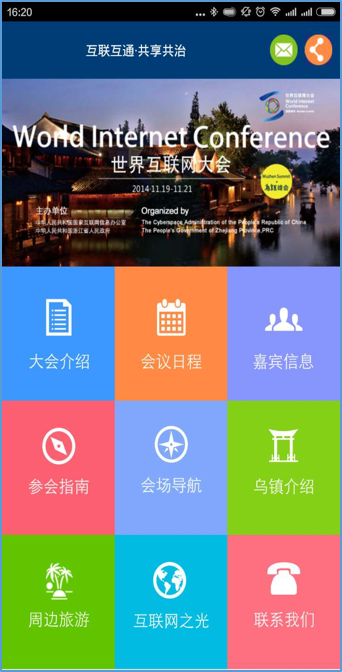 16:20
互联互通·共享共治
世界互联网大会
World Internet
Conference
World Internet Conference
世界互联网大会
2014·11.19-11.21
Wuzhen Summit
乌镇峰会
主办单位
Organized by
中华人民共和国国家互联网信息办公室
The Cyberspace Administration of the People's Republic of China
中华人民共和国浙江省人民政府
The People's Government of Zhejiang Province,PRC
大会介绍
会议日程
嘉宾信息
参会指南
会场导航
乌镇介绍
周边旅游
互联网之光
联系我们